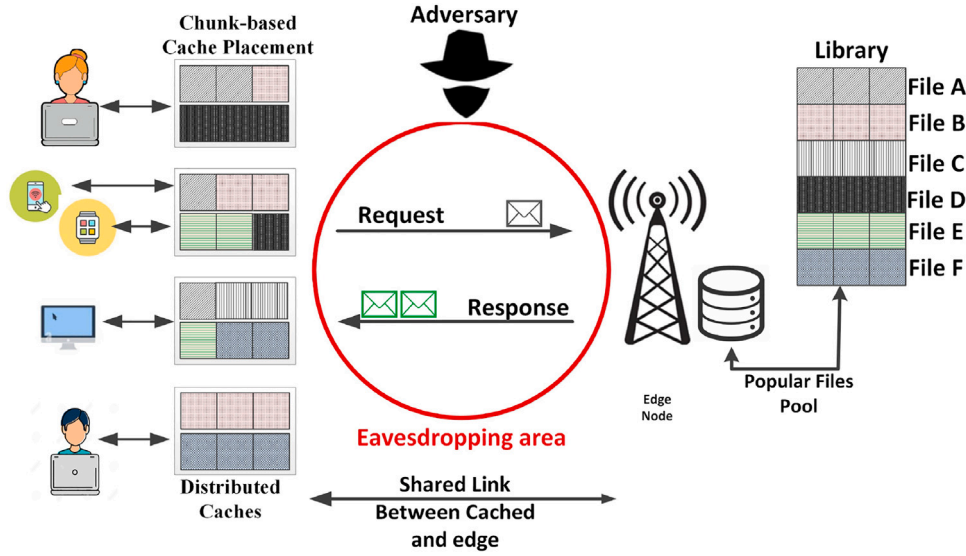 Chunk-based
Cache Placement
Adversary
Library
File A
File B
File C
File D
File E
File F
Request
Response
Edge
Node
Popular Files
Pool
Eavesdropping area
Distributed
Caches
Shared Link
Between Cached
and edge